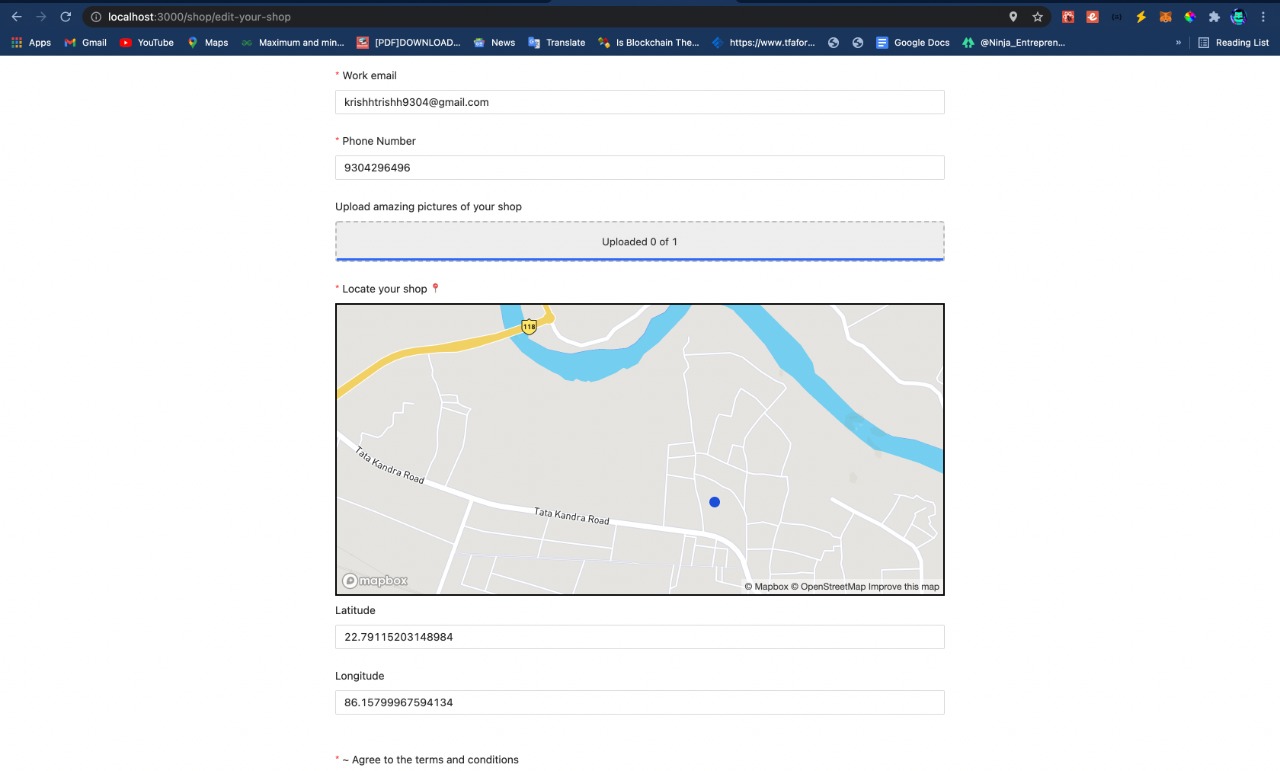 localhost:3000/shop/edit-your-shop
Apps Gmail YouTube Maps Maximum and min... [PDF]DOWNLOAD... News Translate Is Blockchain The... https://www.tfafor... Google Docs @Ninja_Entrepren... » Reading List
* Work email
krishhtrishh9304@gmail.com
* Phone Number
9304296496
Upload amazing pictures of your shop
Uploaded 0 of 1
* Locate your shop
118
Tata Kandra Road
Tata Kandra Road
mapbox
© Mapbox © OpenStreetMap Improve this map
Latitude
22.79115203148984
Longitude
86.15799967594134
* ~ Agree to the terms and conditions